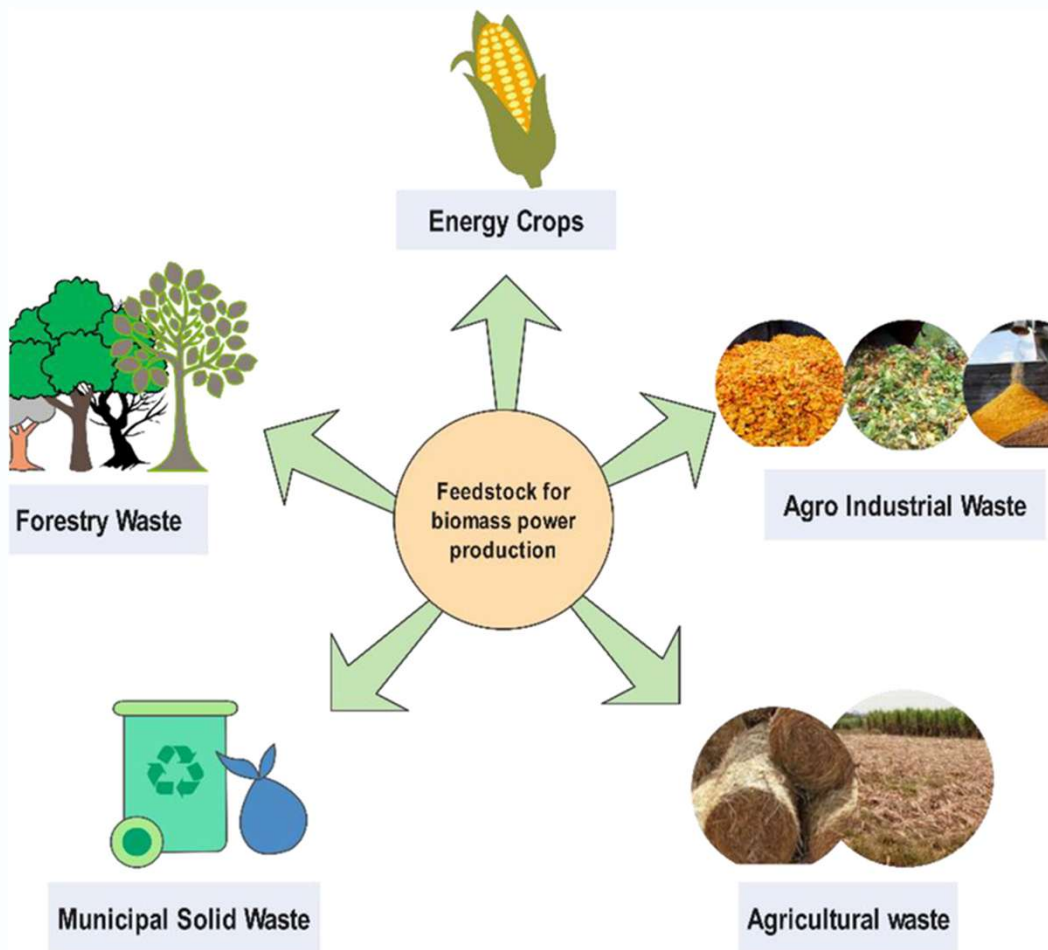 Energy Crops
Forestry Waste
Agro Industrial Waste
Feedstock for
biomass power
production
Municipal Solid Waste
Agricultural waste